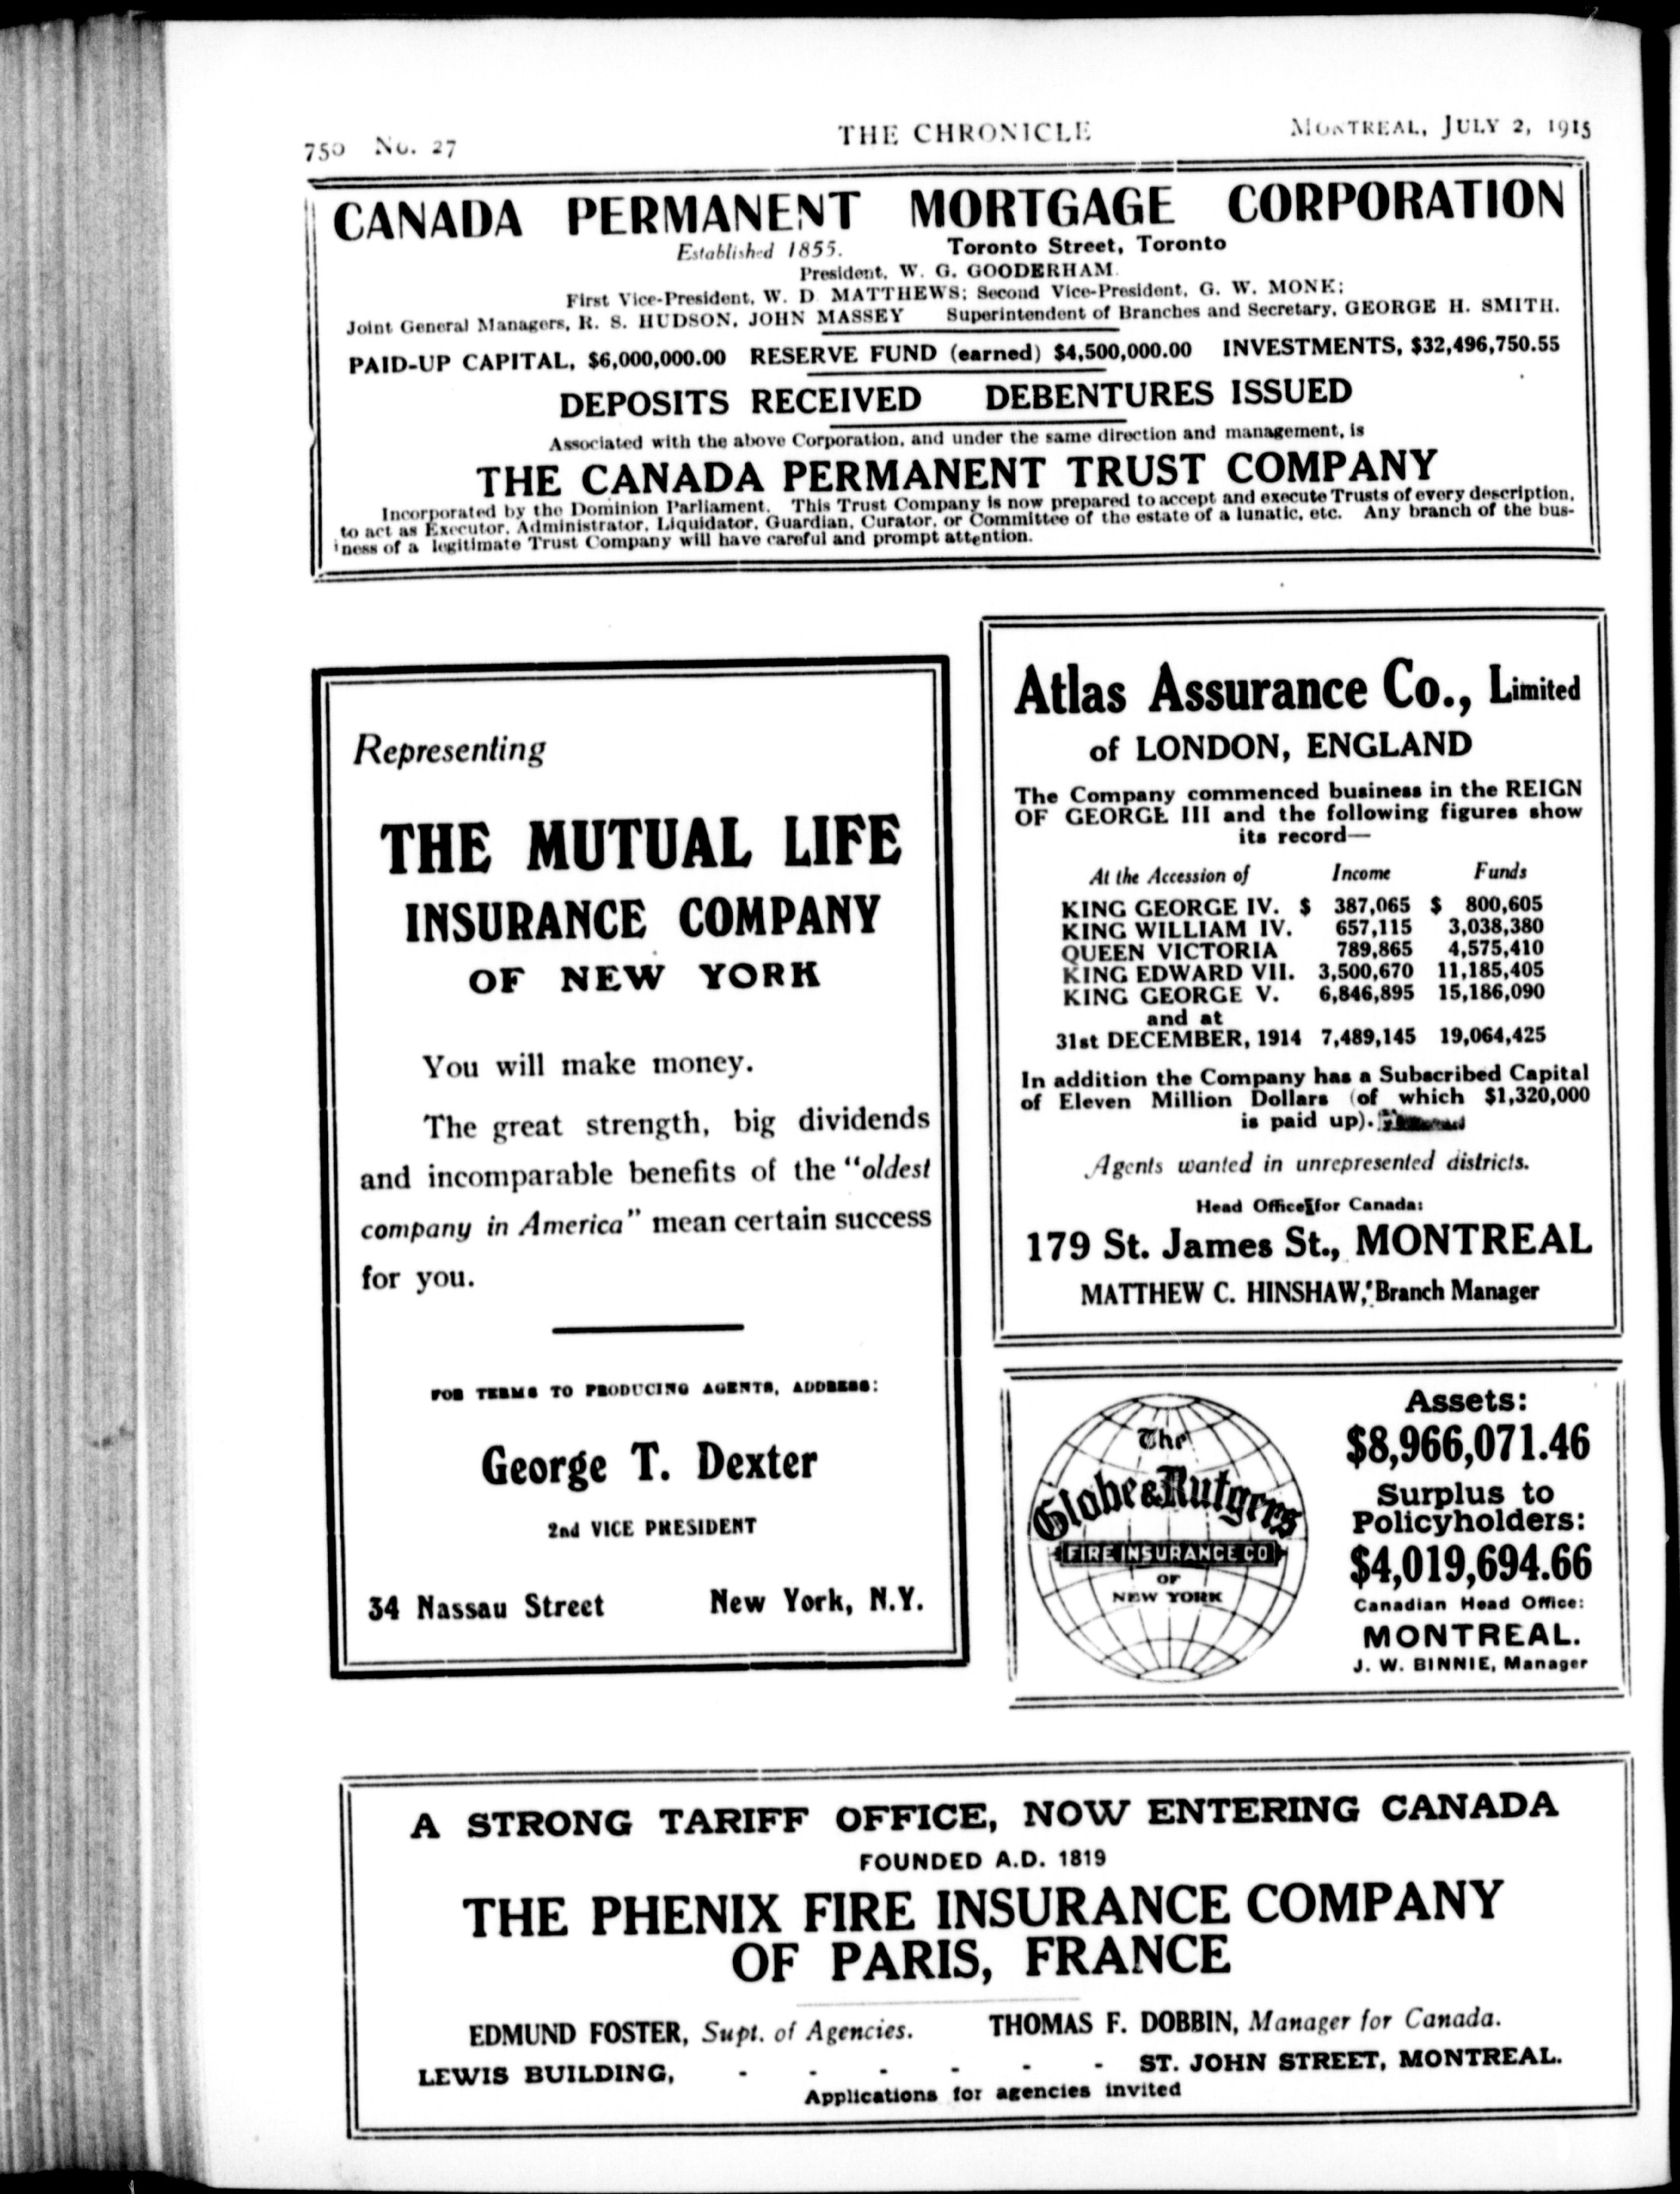 750 No. 27
THE CHRONICLE
MONTREAL, JULY 2, 1915
CANADA PERMANENT MORTGAGE CORPORATION
Established 1855. Toronto Street, Toronto
President, W. G. GOODERHAM.
First Vice-President, W. D. MATTHEWS; Second Vice-President, G. W. MONK;
Joint General Managers, R. S. HUDSON, JOHN MASSEY Superintendent of Branches and Secretary, GEORGE H. SMITH.
PAID-UP CAPITAL, $6,000,000.00 RESERVE FUND (earned) $4,500,000.00 INVESTMENTS, $32,496,750.55
DEPOSITS RECEIVED DEBENTURES ISSUED
Associated with the above Corporation, and under the same direction and management, is
THE CANADA PERMANENT TRUST COMPANY
Incorporated by the Dominion Parliament. This Trust Company is now prepared to accept and execute Trusts of every description,
to act as Executor, Administrator, Liquidator, Guardian, Curator, or Committee of the estate of a lunatic, etc. Any branch of the bus-
iness of a legitimate Trust Company will have careful and prompt attention.
Representing
THE MUTUAL LIFE
INSURANCE COMPANY
OF NEW YORK
You will make money.
The great strength, big dividends
and incomparable benefits of the "oldest
company in America" mean certain success
for you.
FOR TERMS TO PRODUCING AGENTS, ADDRESS:
George T. Dexter
2nd VICE PRESIDENT
34 Nassau Street New York, N.Y.
Atlas Assurance Co., Limited
of LONDON, ENGLAND
The Company commenced business in the REIGN
OF GEORGE III and the following figures show
its record—
At the Accession of Income Funds
KING GEORGE IV. $ 387,065 $ 800,605
KING WILLIAM IV. 657,115 3,038,380
QUEEN VICTORIA 789,865 4,575,410
KING EDWARD VII. 3,500,670 11,185,405
KING GEORGE V. 6,846,895 15,186,090
and at
31st DECEMBER, 1914 7,489,145 19,064,425
In addition the Company has a Subscribed Capital
of Eleven Million Dollars (of which $1,320,000
is paid up).
Agents wanted in unrepresented districts.
Head Office for Canada:
179 St. James St., MONTREAL
MATTHEW C. HINSHAW, Branch Manager
The
Globe & Rutgers
FIRE INSURANCE CO
OF
NEW YORK
Assets:
$8,966,071.46
Surplus to
Policyholders:
$4,019,694.66
Canadian Head Office:
MONTREAL.
J. W. BINNIE, Manager
A STRONG TARIFF OFFICE, NOW ENTERING CANADA
FOUNDED A.D. 1819
THE PHENIX FIRE INSURANCE COMPANY
OF PARIS, FRANCE
EDMUND FOSTER, Supt. of Agencies. THOMAS F. DOBBIN, Manager for Canada.
LEWIS BUILDING, - - - - - - ST. JOHN STREET, MONTREAL.
Applications for agencies invited